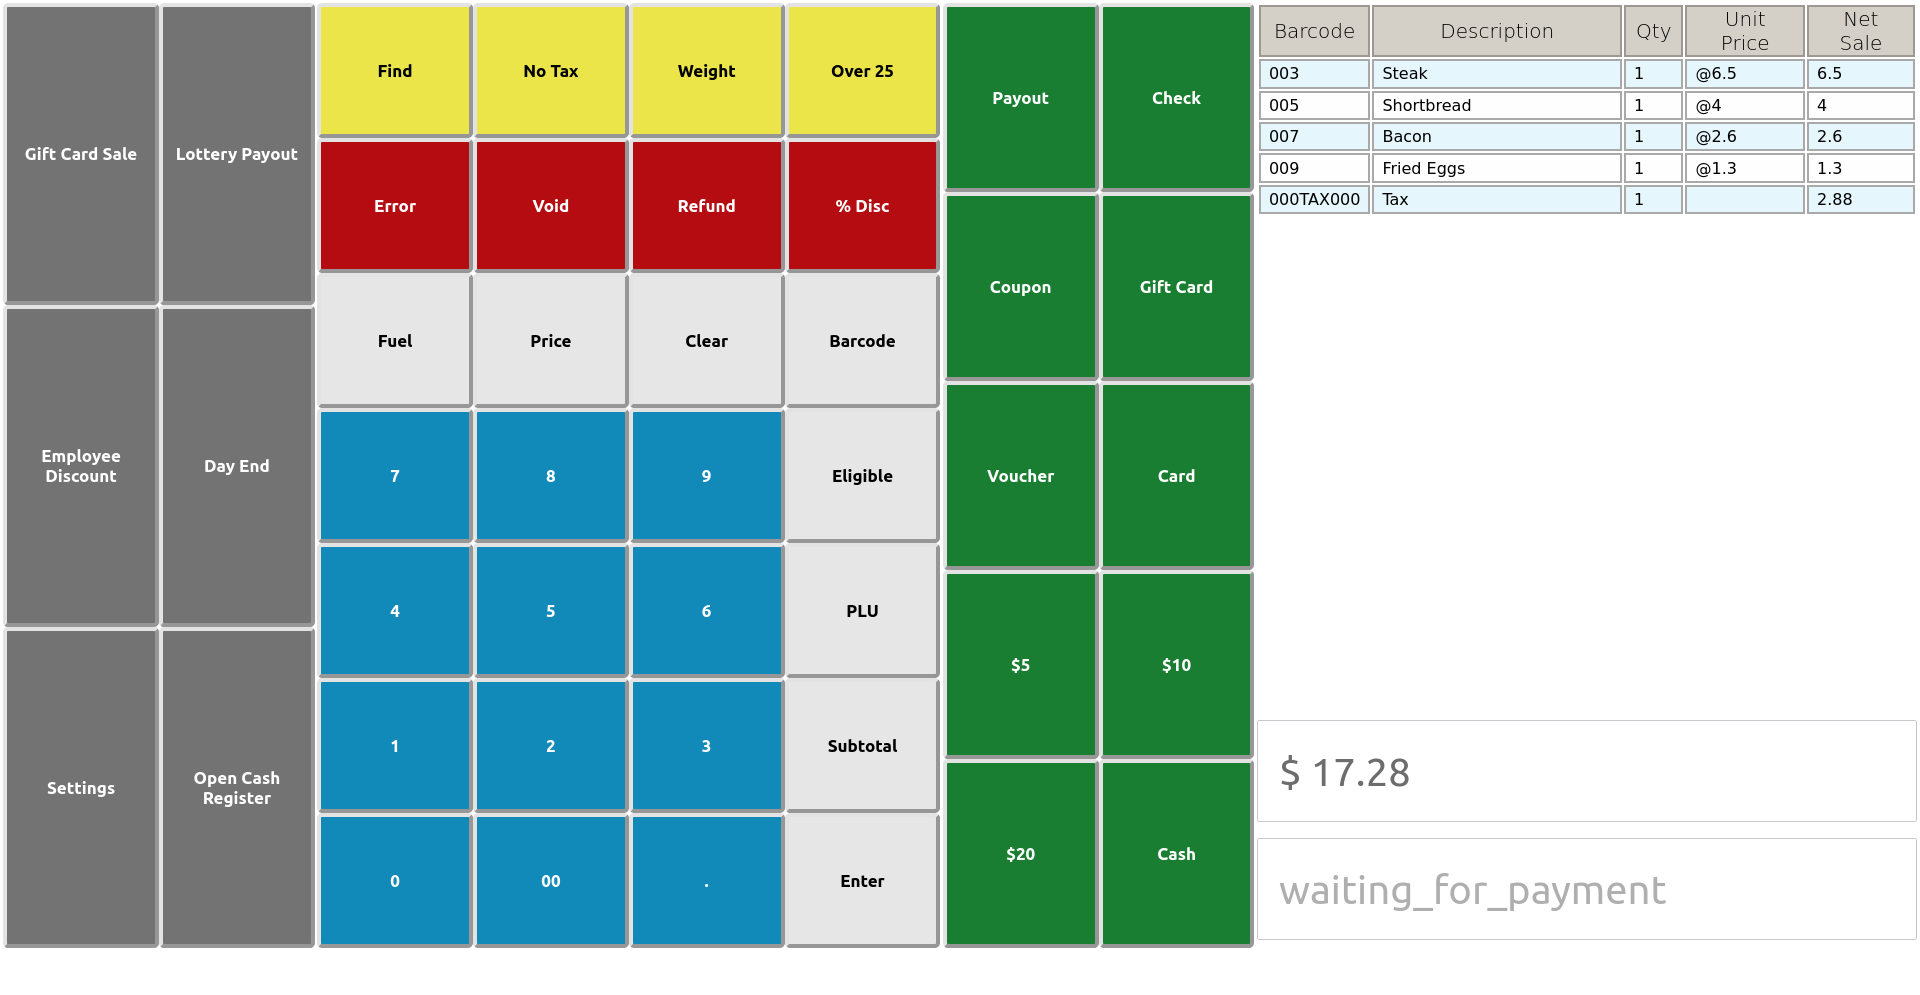 Gift Card Sale
Lottery Payout
Employee
Discount
Day End
Settings
Open Cash
Register
Find
No Tax
Weight
Over 25
Error
Void
Refund
% Disc
Fuel
Price
Clear
Barcode
7
8
9
Eligible
4
5
6
PLU
1
2
3
Subtotal
0
00
.
Enter
Payout
Check
Coupon
Gift Card
Voucher
Card
$5
$10
$20
Cash
Barcode Description Qty Unit Price Net Sale
003 Steak 1 @6.5 6.5
005 Shortbread 1 @4 4
007 Bacon 1 @2.6 2.6
009 Fried Eggs 1 @1.3 1.3
000TAX000 Tax 1 2.88
$ 17.28
waiting_for_payment